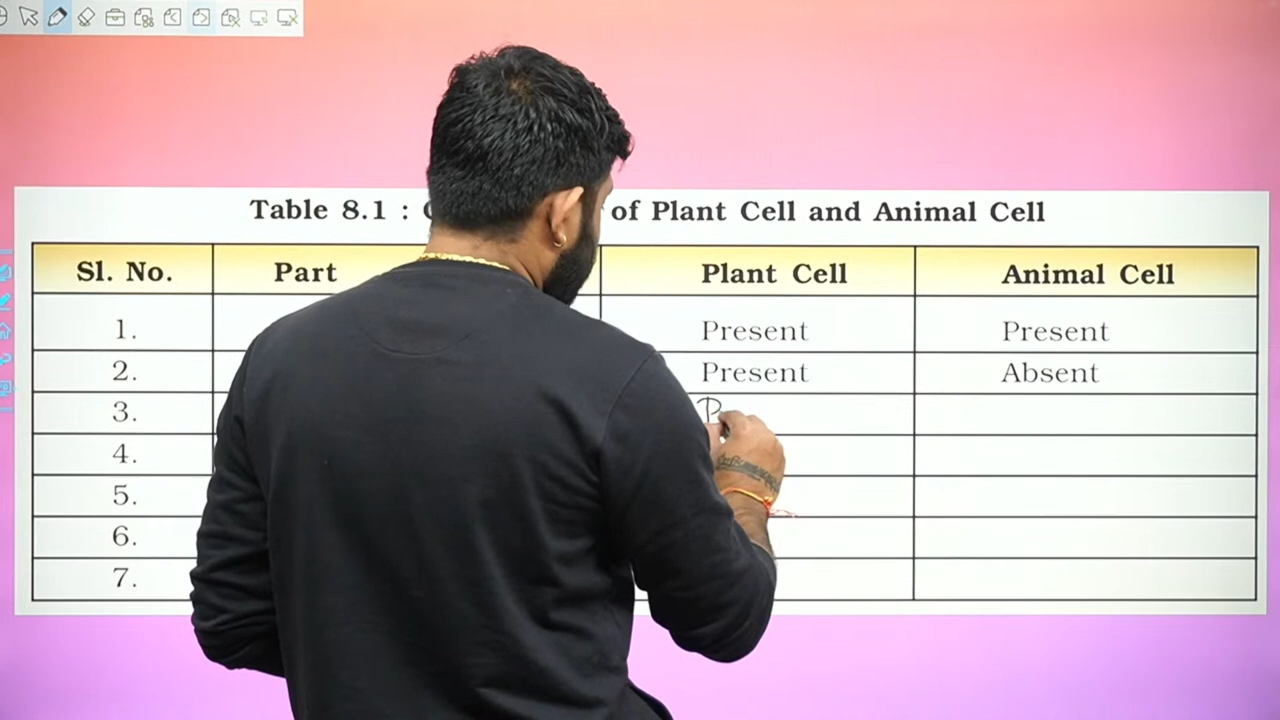 Table 8.1 : of Plant Cell and Animal Cell
Sl. No. Part Plant Cell Animal Cell
1. Present Present
2. Present Absent
3. P
4.
5.
6.
7.